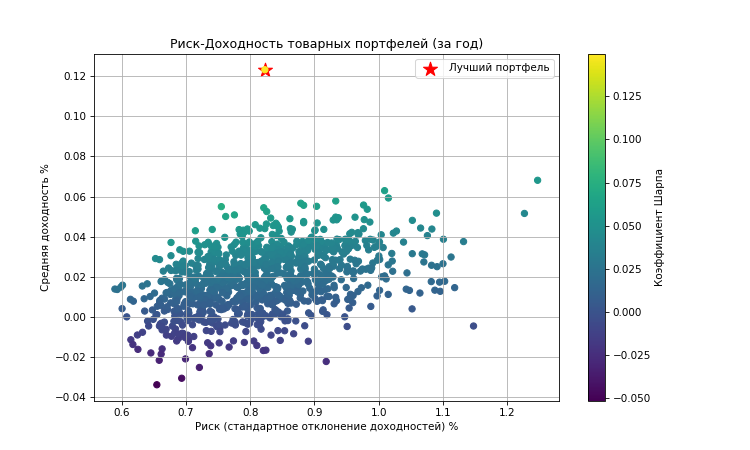 Риск-Доходность товарных портфелей (за год)
Лучший портфель
Средняя доходность %
0.12
0.10
0.08
0.06
0.04
0.02
0.00
−0.02
−0.04
0.6 0.7 0.8 0.9 1.0 1.1 1.2
Риск (стандартное отклонение доходностей) %
0.125
0.100
0.075
0.050
0.025
0.000
−0.025
−0.050
Коэффициент Шарпа